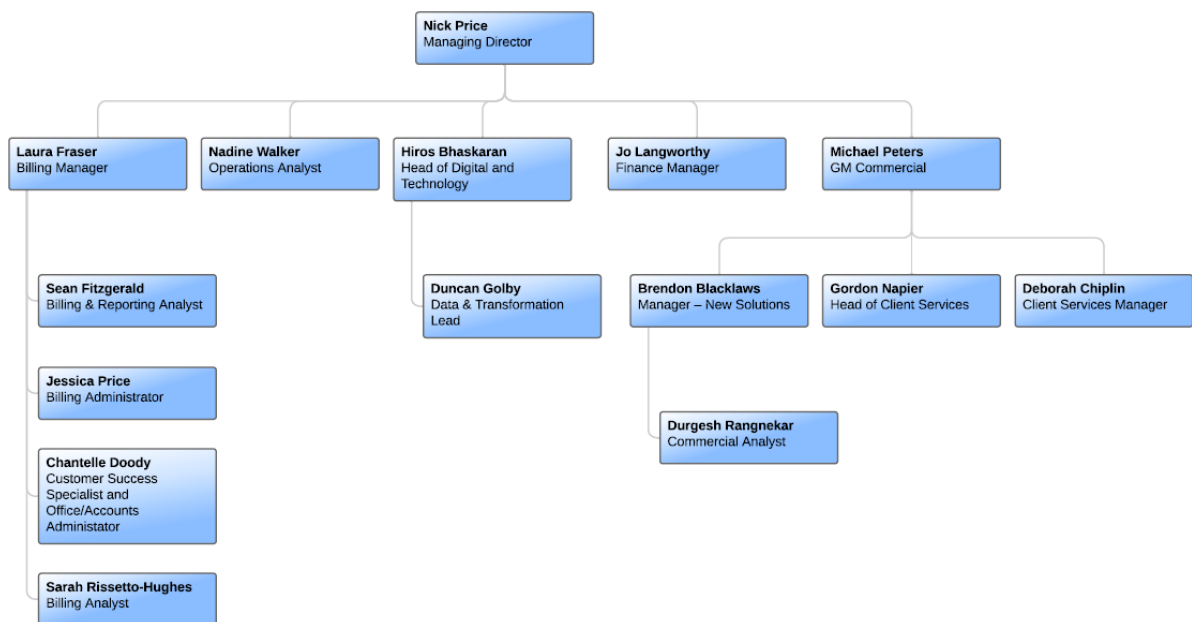 Nick Price
Managing Director
Laura Fraser
Billing Manager
Nadine Walker
Operations Analyst
Hiros Bhaskaran
Head of Digital and
Technology
Jo Langworthy
Finance Manager
Michael Peters
GM Commercial
Sean Fitzgerald
Billing & Reporting Analyst
Duncan Golby
Data & Transformation
Lead
Brendon Blacklaws
Manager – New Solutions
Gordon Napier
Head of Client Services
Deborah Chiplin
Client Services Manager
Jessica Price
Billing Administrator
Durgesh Rangnekar
Commercial Analyst
Chantelle Doody
Customer Success
Specialist and
Office/Accounts
Administator
Sarah Rissetto-Hughes
Billing Analyst